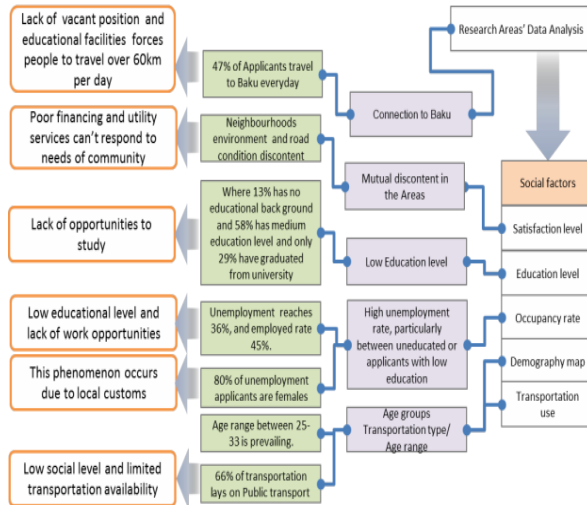 Lack of vacant position and
educational facilities forces
people to travel over 60km
per day
47% of Applicants travel
to Baku everyday
Connection to Baku
Research Areas' Data Analysis
Poor financing and utility
services can't respond to
needs of community
Neighbourhoods
environment and road
condition discontent
Mutual discontent in
the Areas
Social factors
Satisfaction level
Lack of opportunities to
study
Where 13% has no
educational back ground
and 58% has medium
education level and only
29% have graduated
from university
Low Education level
Education level
Low educational level and
lack of work opportunities
Unemployment reaches
36%, and employed rate
45%.
High unemployment
rate, particularly
between uneducated or
applicants with low
education
Occupancy rate
This phenomenon occurs
due to local customs
80% of unemployment
applicants are females
Demography map
Age range between 25-
33 is prevailing.
Age groups
Transportation type/
Age range
Transportation
use
Low social level and limited
transportation availability
66% of transportation
lays on Public transport